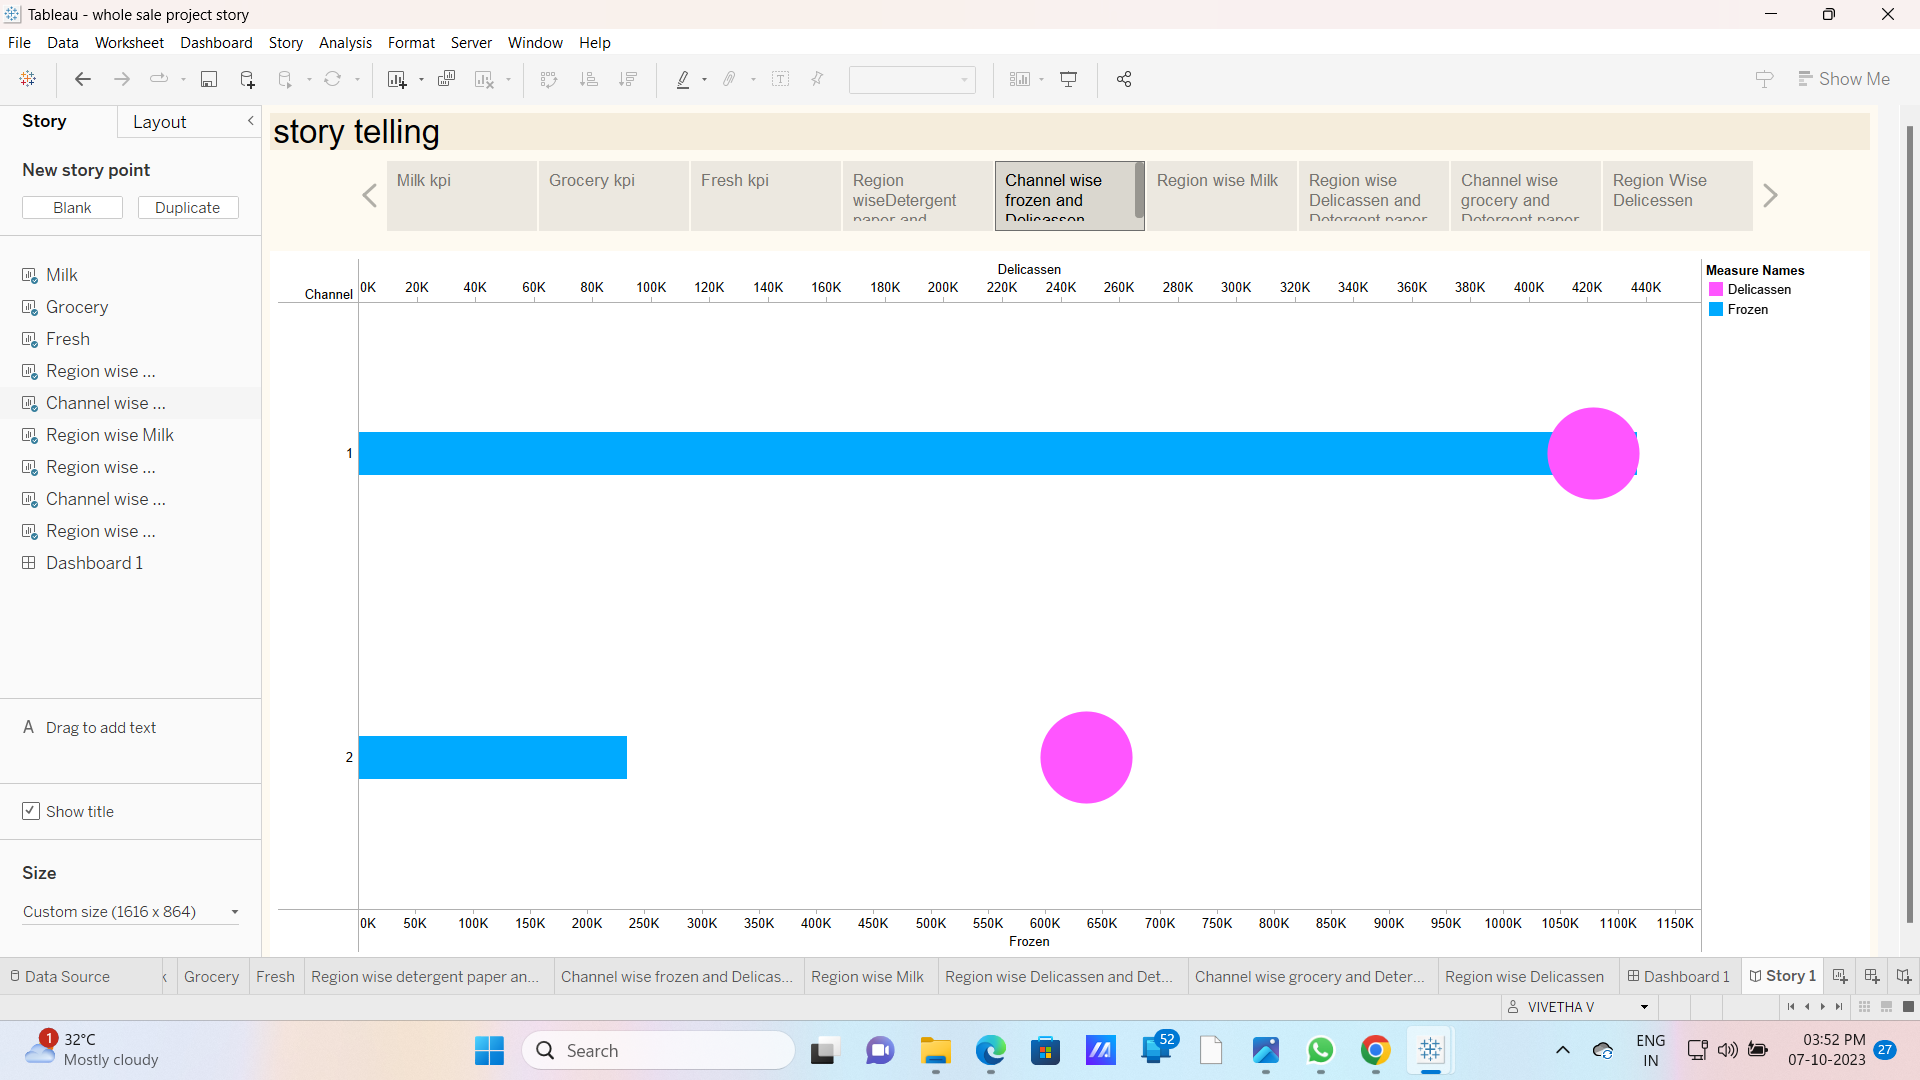 Tableau - whole sale project story
File Data Worksheet Dashboard Story Analysis Format Server Window Help
Show Me
Story Layout
New story point
Blank Duplicate
Milk
Grocery
Fresh
Region wise ...
Channel wise ...
Region wise Milk
Region wise ...
Channel wise ...
Region wise ...
Dashboard 1
A Drag to add text
Show title
Size
Custom size (1616 x 864)
story telling
Milk kpi
Grocery kpi
Fresh kpi
Region
wiseDetergent
paper and
Channel wise
frozen and
Delicassen
Region wise Milk
Region wise
Delicassen and
Detergent paper
Channel wise
grocery and
Detergent paper
Region Wise
Delicessen
Delicassen
Channel 0K 20K 40K 60K 80K 100K 120K 140K 160K 180K 200K 220K 240K 260K 280K 300K 320K 340K 360K 380K 400K 420K 440K
1
2
0K 50K 100K 150K 200K 250K 300K 350K 400K 450K 500K 550K 600K 650K 700K 750K 800K 850K 900K 950K 1000K 1050K 1100K 1150K
Frozen
Measure Names
Delicassen
Frozen
Data Source Grocery Fresh Region wise detergent paper an... Channel wise frozen and Delicas... Region wise Milk Region wise Delicassen and Det... Channel wise grocery and Deter... Region wise Delicassen Dashboard 1 Story 1
VIVETHA V
1
32°C
Mostly cloudy
Search
52
ENG
IN
03:52 PM
07-10-2023
27